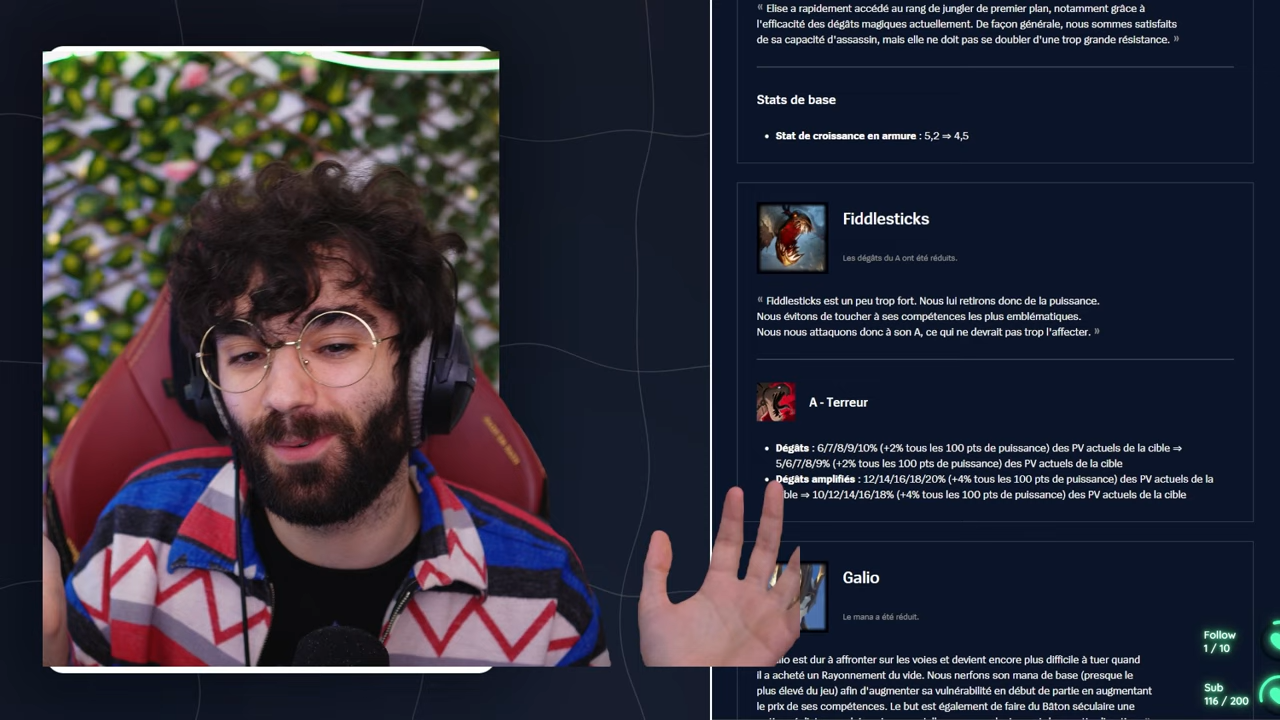 “ Elise a rapidement accédé au rang de jungler de premier plan, notamment grâce à
l'efficacité des dégâts magiques actuellement. De façon générale, nous sommes satisfaits
de sa capacité d'assassin, mais elle ne doit pas se doubler d'une trop grande résistance. ”
Stats de base
• Stat de croissance en armure : 5,2 ⇒ 4,5
Fiddlesticks
Les dégâts du A ont été réduits.
“ Fiddlesticks est un peu trop fort. Nous lui retirons donc de la puissance.
Nous évitons de toucher à ses compétences les plus emblématiques.
Nous nous attaquons donc à son A, ce qui ne devrait pas trop l'affecter. ”
A - Terreur
• Dégâts : 6/7/8/9/10% (+2% tous les 100 pts de puissance) des PV actuels de la cible ⇒
5/6/7/8/9% (+2% tous les 100 pts de puissance) des PV actuels de la cible
• Dégâts amplifiés : 12/14/16/18/20% (+4% tous les 100 pts de puissance) des PV actuels de la
⇒ 10/12/14/16/18% (+4% tous les 100 pts de puissance) des PV actuels de la cible
Galio
Le mana a été réduit.
est dur à affronter sur les voies et devient encore plus difficile à tuer quand
il a acheté un Rayonnement du vide. Nous nerfons son mana de base (presque le
plus élevé du jeu) afin d'augmenter sa vulnérabilité en début de partie en augmentant
le prix de ses compétences. Le but est également de faire du Bâton séculaire une
Follow
1 / 10
Sub
116 / 200